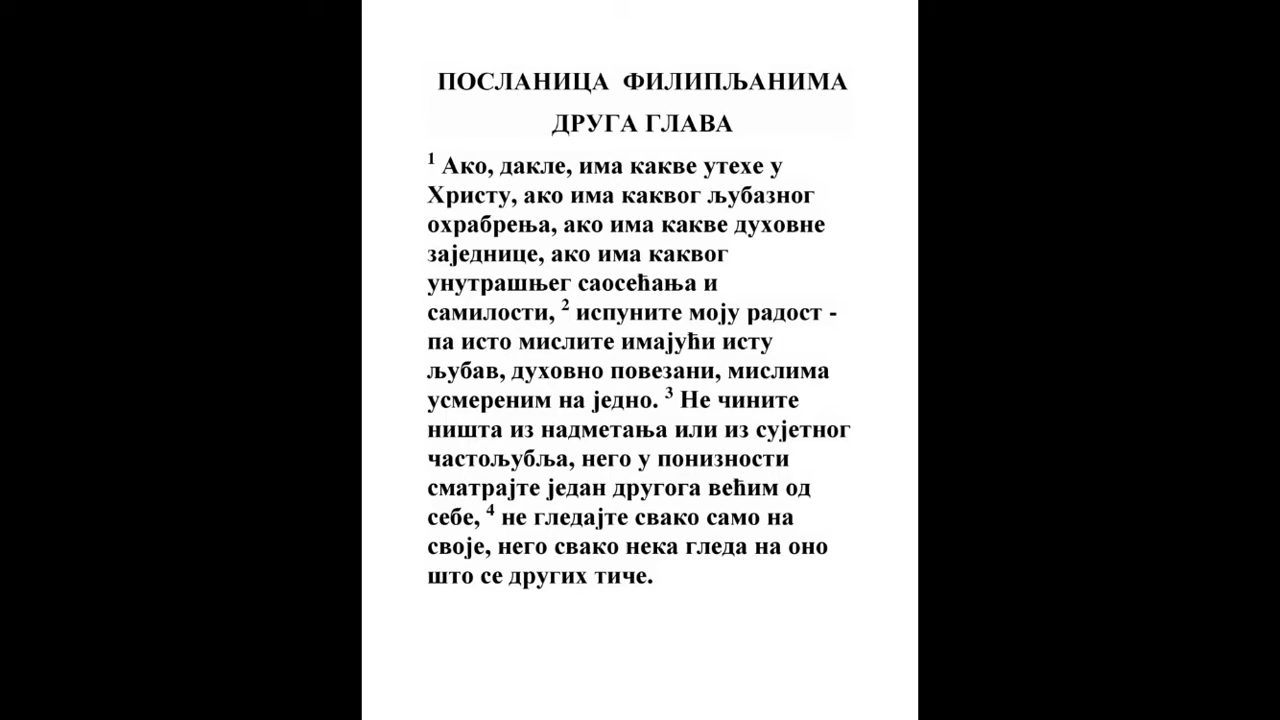 ПОСЛАНИЦА ФИЛИПЉАНИМА
ДРУГА ГЛАВА
¹ Ако, дакле, има какве утехе у
Христу, ако има каквог љубазног
охрабрења, ако има какве духовне
заједнице, ако има каквог
унутрашњег саосећања и
самилости, ² испуните моју радост -
па исто мислите имајући исту
љубав, духовно повезани, мислима
усмереним на једно. ³ Не чините
ништа из надметања или из сујетног
частољубља, него у понизности
сматрајте један другога већим од
себе, ⁴ не гледајте свако само на
своје, него свако нека гледа на оно
што се других тиче.